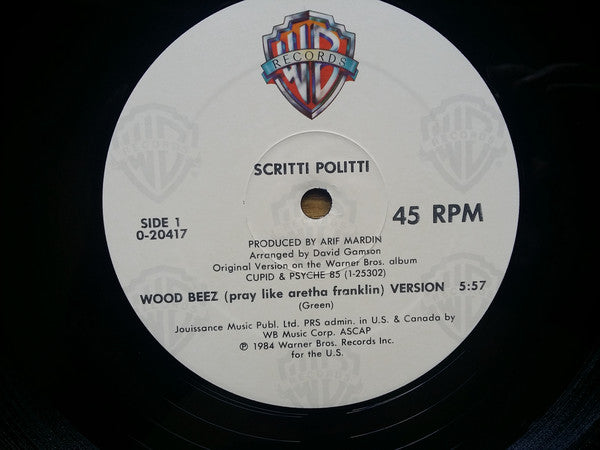 WB
RECORDS
SCRITTI POLITTI
SIDE 1
0-20417
45 RPM
PRODUCED BY ARIF MARDIN
Arranged by David Gamson
Original Version on the Warner Bros. album
CUPID & PSYCHE 85 (1-25302)
WOOD BEEZ (pray like aretha franklin) VERSION 5:57
(Green)
Jouissance Music Publ. Ltd. PRS admin. in U.S. & Canada by
WB Music Corp. ASCAP
℗ 1984 Warner Bros. Records Inc.
for the U.S.